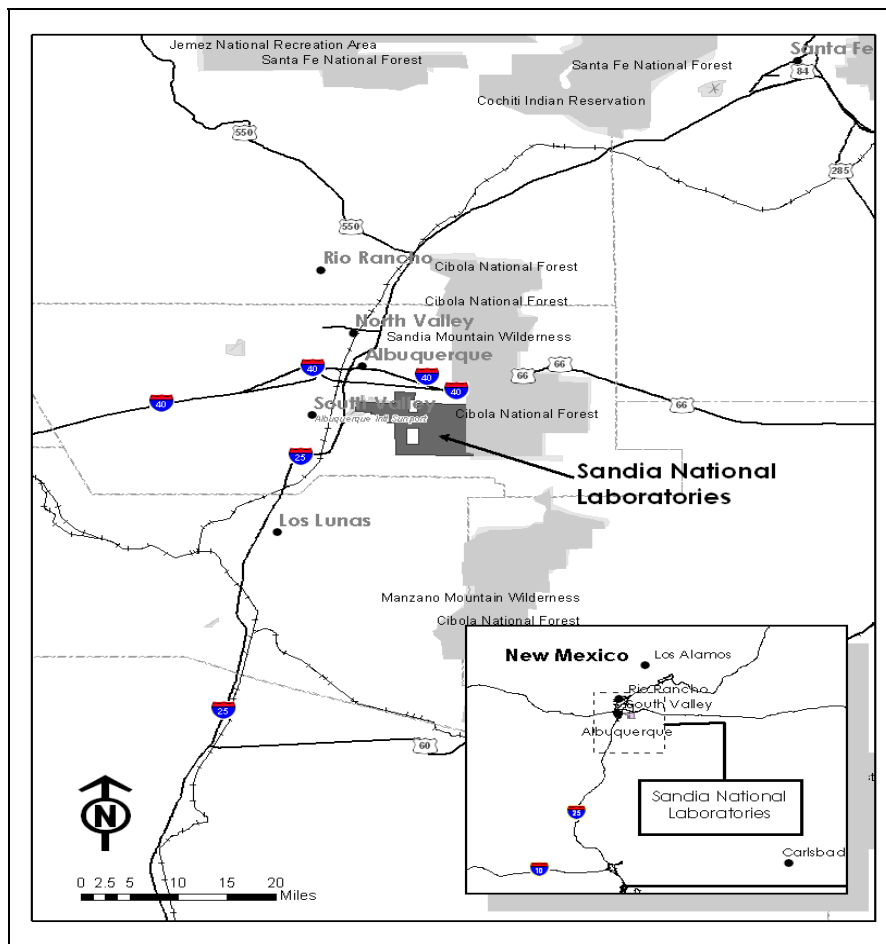 Jemez National Recreation Area
Santa Fe National Forest
Santa Fe
Santa Fe National Forest
84
Cochiti Indian Reservation
550
285
550
Rio Rancho
Cibola National Forest
Cibola National Forest
North Valley
Sandia Mountain Wilderness
Albuquerque
40
40
66
66
40
40
66
South Valley
Albuquerque Intl Sunport
Cibola National Forest
25
Sandia National
Laboratories
Los Lunas
Manzano Mountain Wilderness
Cibola National Forest
25
60
N
0 2.5 5 10 15 20
Miles
New Mexico
Los Alamos
Rio Rancho
South Valley
Albuquerque
Sandia National
Laboratories
25
Carlsbad
10